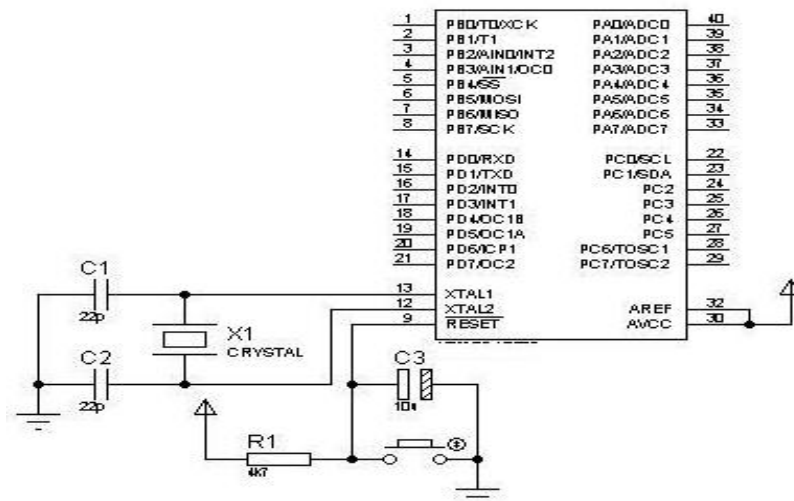 1 PB0/T0/XCK PA0/ADC0 40
2 PB1/T1 PA1/ADC1 39
3 PB2/AIN0/INT2 PA2/ADC2 38
4 PB3/AIN1/OC0 PA3/ADC3 37
5 PB4/SS PA4/ADC4 36
6 PB5/MOSI PA5/ADC5 35
7 PB6/MISO PA6/ADC6 34
8 PB7/SCK PA7/ADC7 33
14 PD0/RXD PC0/SCL 22
15 PD1/TXD PC1/SDA 23
16 PD2/INT0 PC2 24
17 PD3/INT1 PC3 25
18 PD4/OC1B PC4 26
19 PD5/OC1A PC5 27
20 PD6/ICP1 PC6/TOSC1 28
21 PD7/OC2 PC7/TOSC2 29
C1
13 XTAL1
22p
12 XTAL2 AREF 32
9 RESET AVCC 30
X1
CRYSTAL
C2
22p
C3
10u
R1
4K7